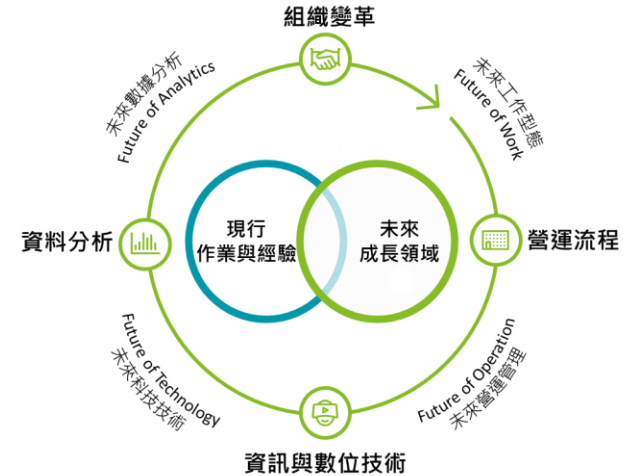 組織變革
未來數據分析
Future of Analytics
未來工作型態
Future of Work
現行
作業與經驗
未來
成長領域
資料分析
營運流程
Future of Technology
未來科技技術
Future of Operation
未來營運管理
資訊與數位技術